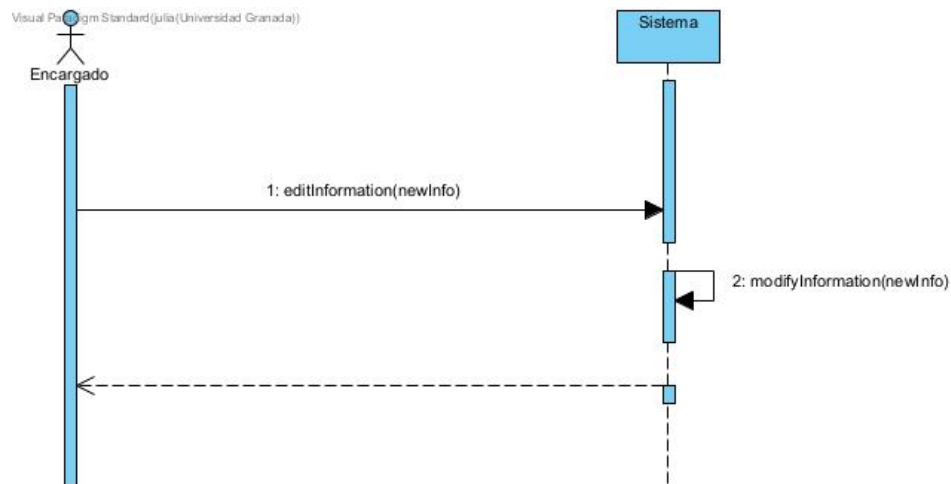 Visual Paradigm Standard(julia(Universidad Granada))
Sistema
Encargado
1: editInformation(newInfo)
2: modifyInformation(newInfo)